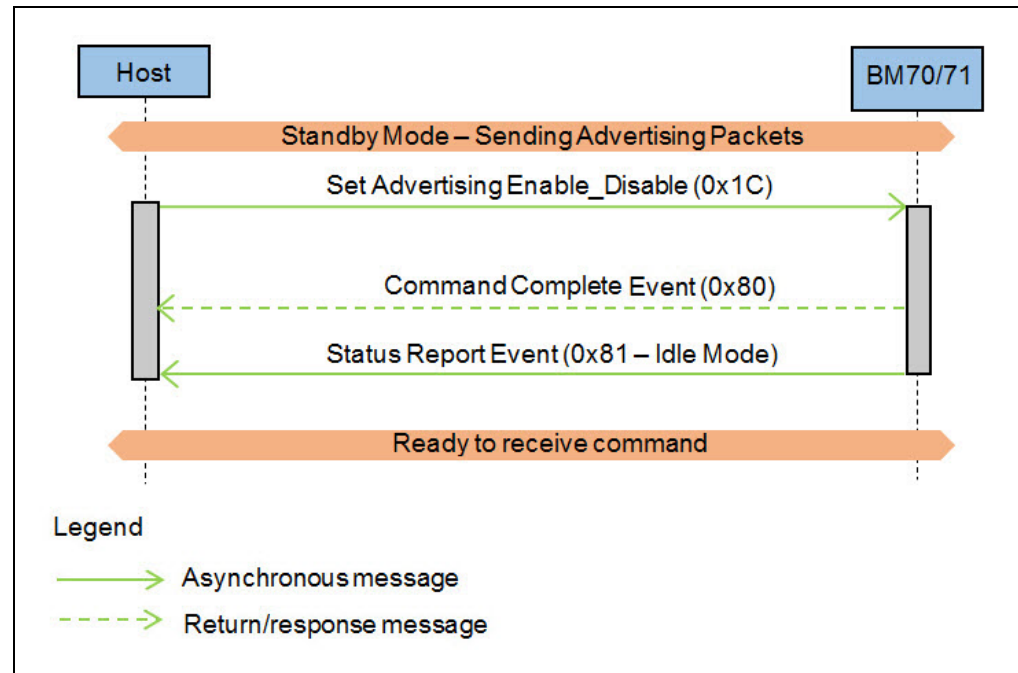 Host
BM70/71
Standby Mode – Sending Advertising Packets
Set Advertising Enable_Disable (0x1C)
Command Complete Event (0x80)
Status Report Event (0x81 – Idle Mode)
Ready to receive command
Legend
Asynchronous message
Return/response message